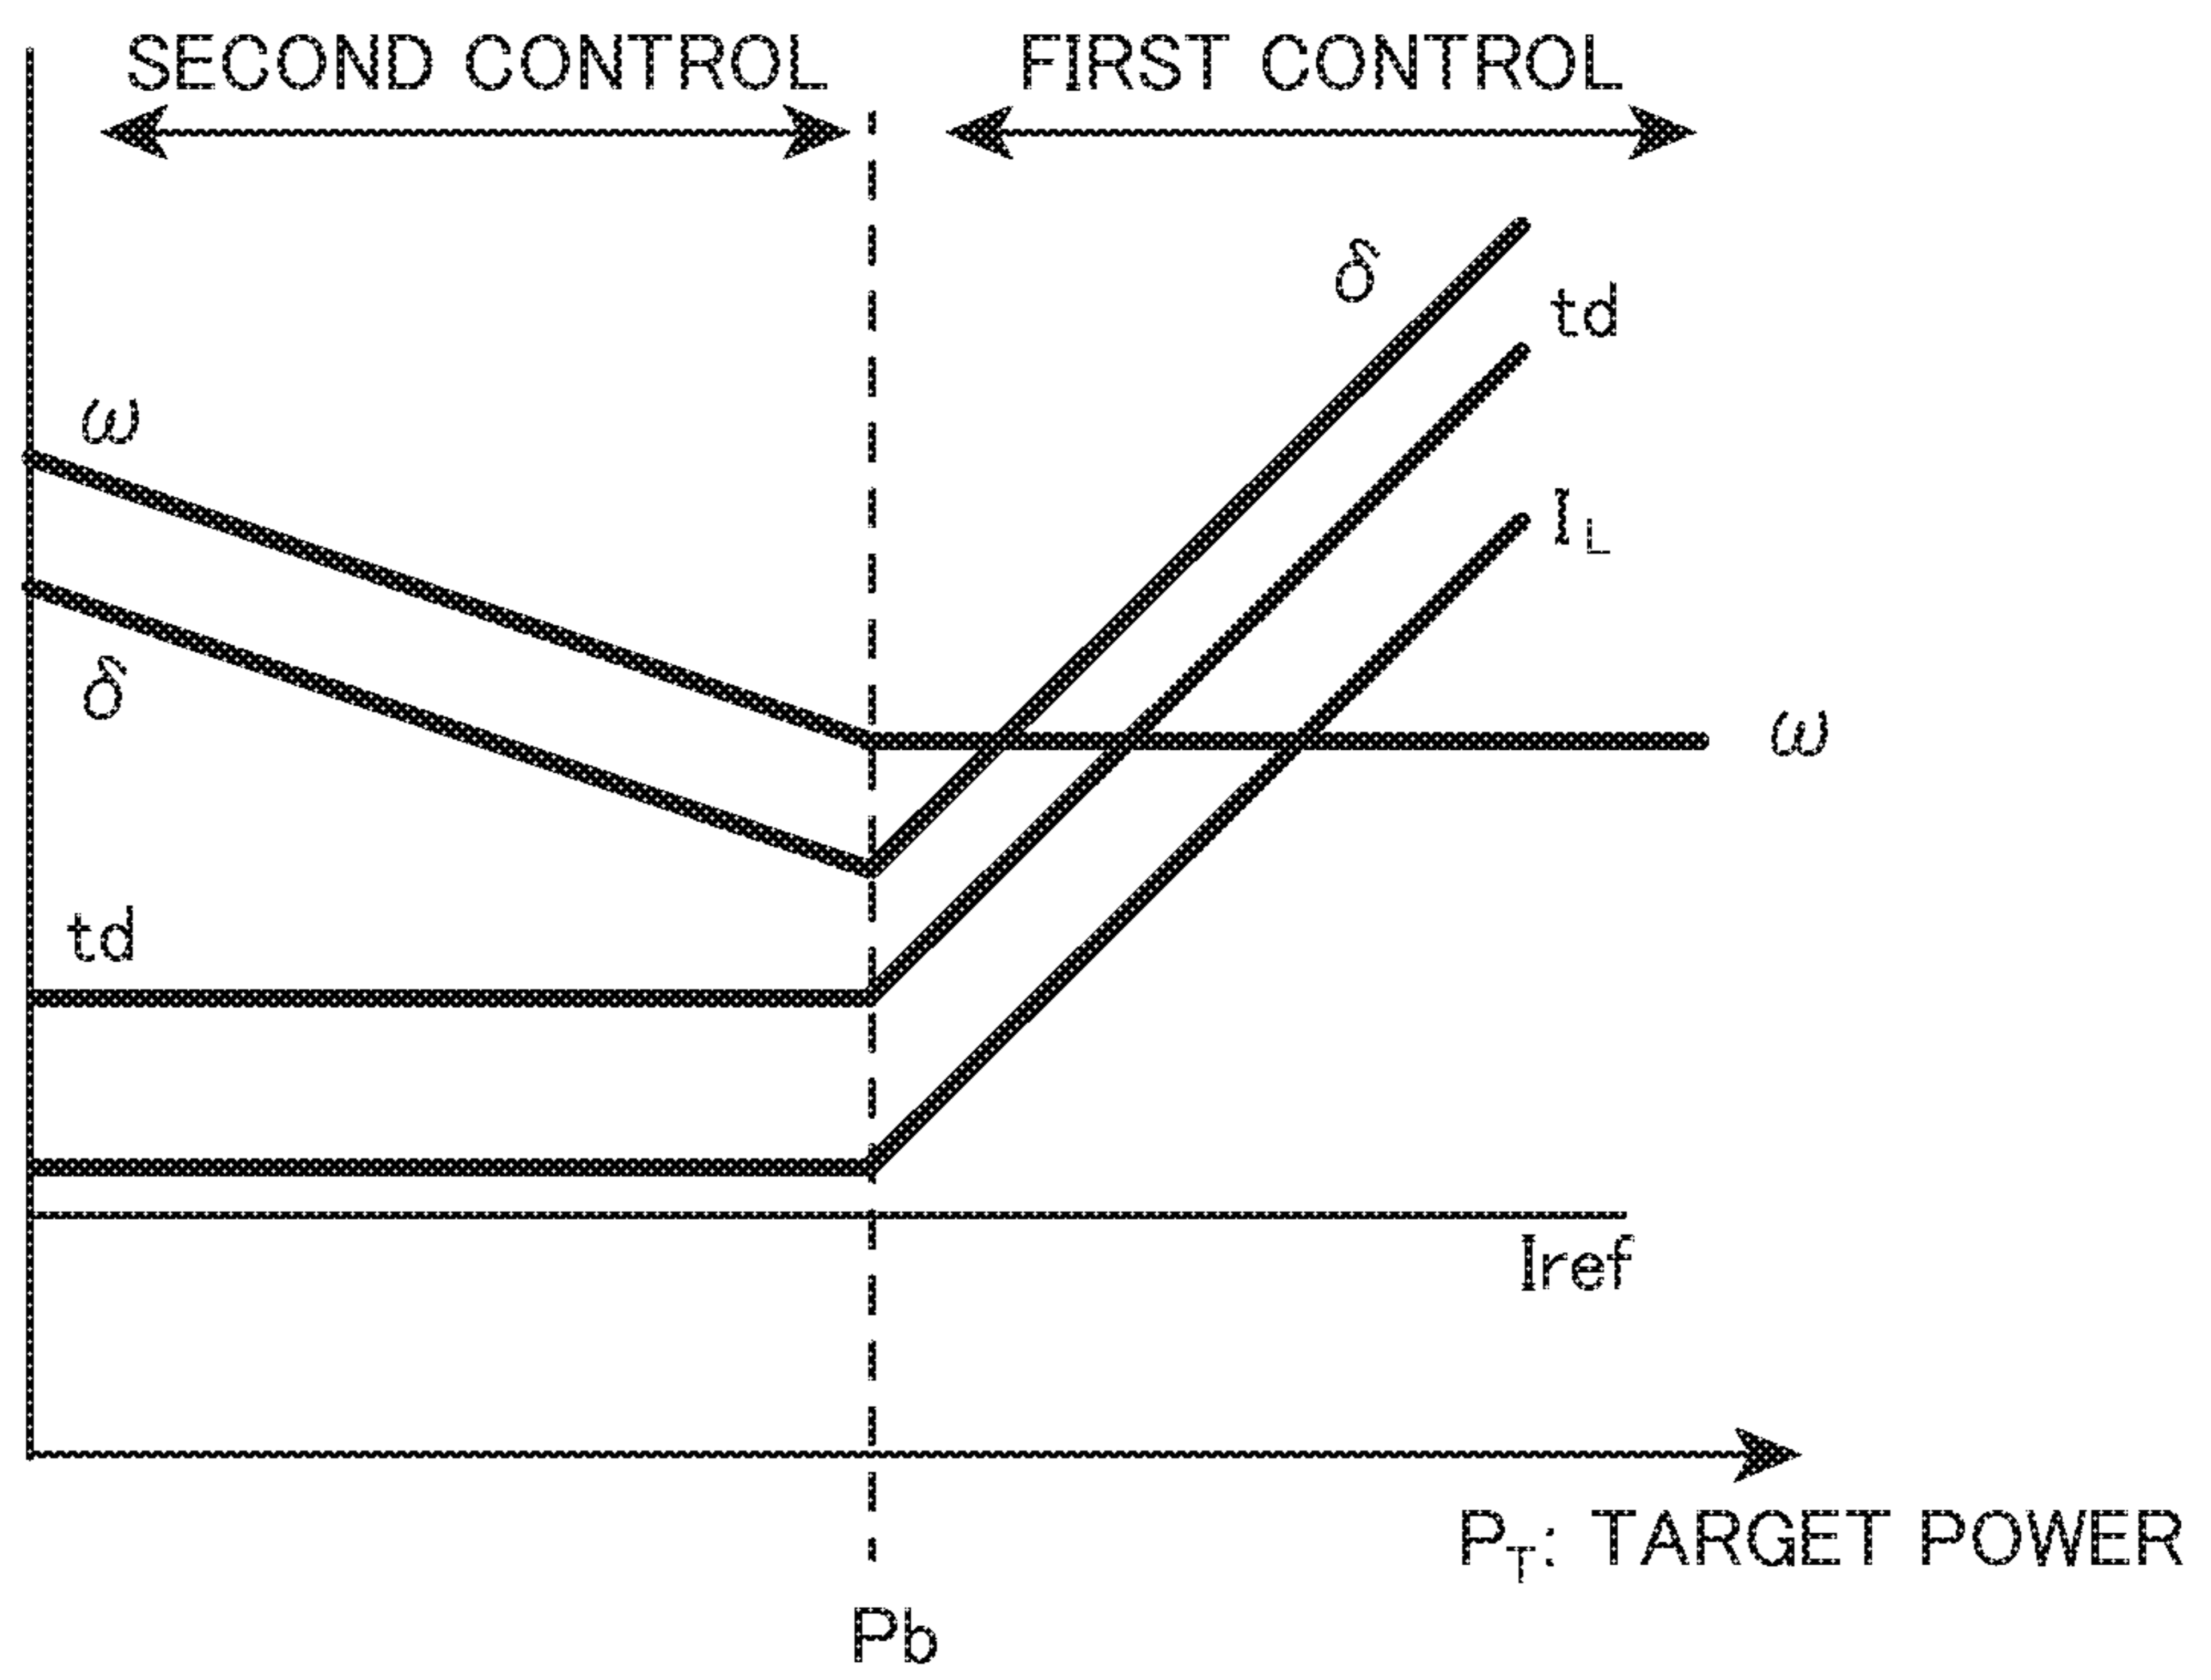 SECOND CONTROL
FIRST CONTROL
δ
td
ω
I_L
δ
ω
td
Iref
P_T: TARGET POWER
Pb